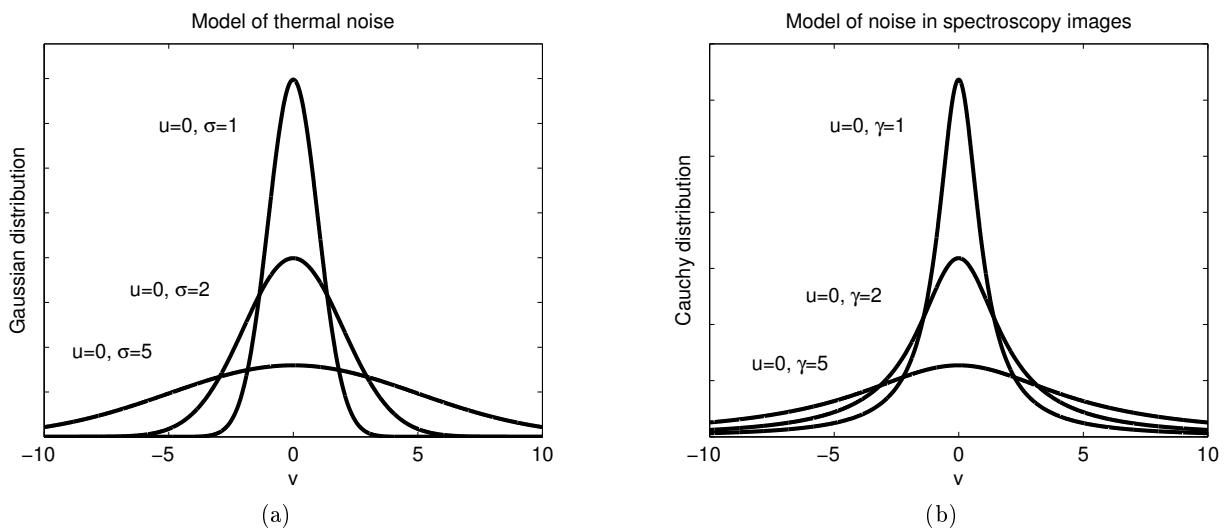 Model of thermal noise
Gaussian distribution
u=0, σ=1
u=0, σ=2
u=0, σ=5
−10 −5 0 5 10
v
(a)
Model of noise in spectroscopy images
Cauchy distribution
u=0, γ=1
u=0, γ=2
u=0, γ=5
−10 −5 0 5 10
v
(b)